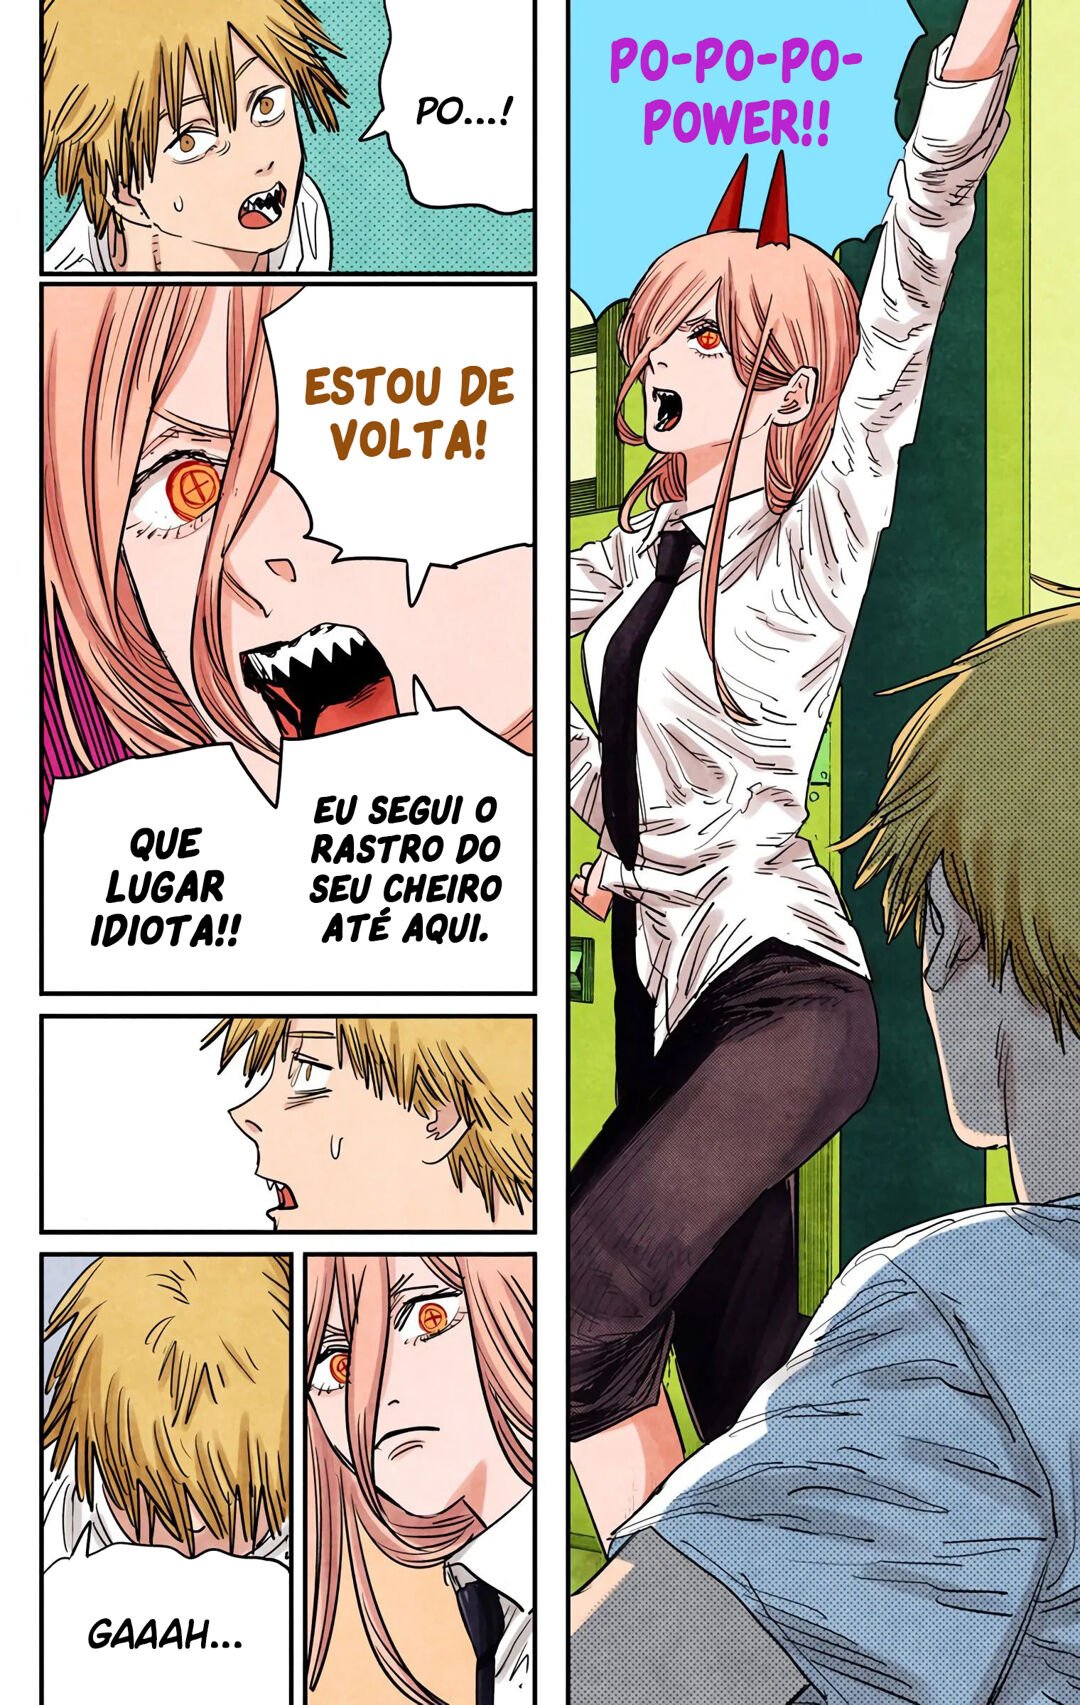 PO-PO-PO-
POWER!!
PO...!
ESTOU DE
VOLTA!
EU SEGUI O
RASTRO DO
SEU CHEIRO
ATÉ AQUI.
QUE
LUGAR
IDIOTA!!
GAAAH...